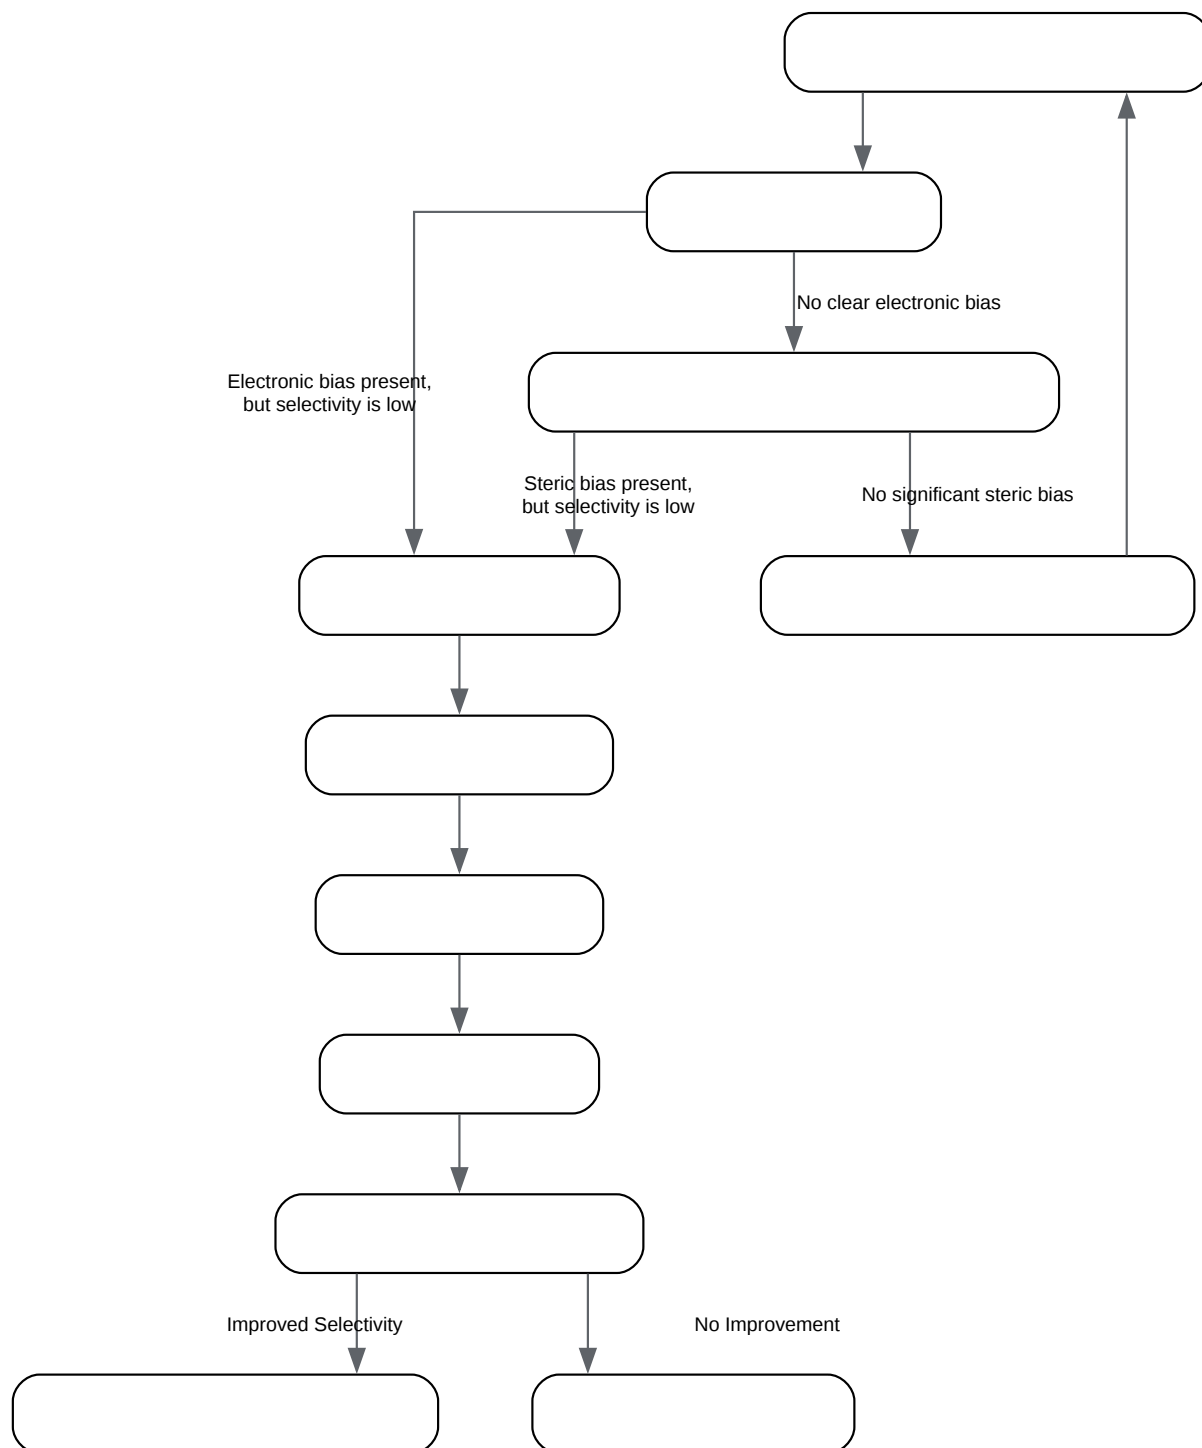 No clear electronic bias
Electronic bias present,
but selectivity is low
Steric bias present,
but selectivity is low
No significant steric bias
Improved Selectivity
No Improvement